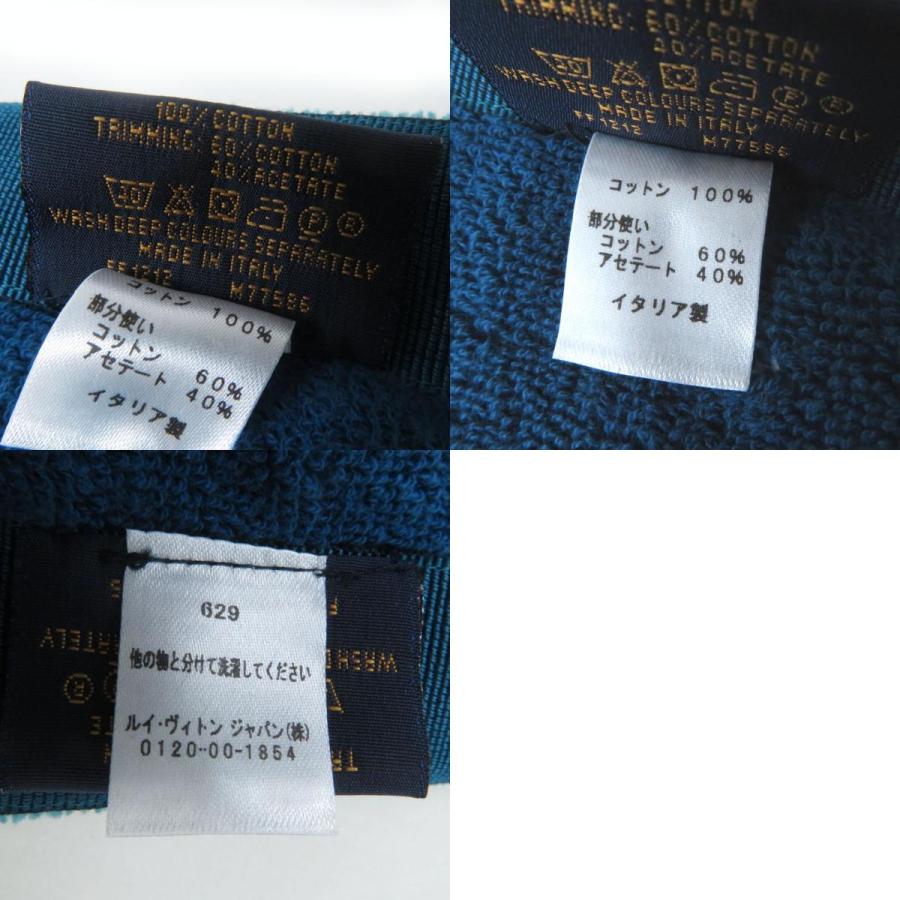 100% COTTON
TRIMMING: 60%COTTON
40%ACETATE
WASH DEEP COLOURS SEPARATELY
MADE IN ITALY
M77586
コットン 100%
部分使い
コットン 60%
アセテート 40%
イタリア製
TRIMMING: 60%COTTON
40%ACETATE
WASH DEEP COLOURS SEPARATELY
MADE IN ITALY
M77586
コットン 100%
部分使い
コットン 60%
アセテート 40%
イタリア製
629
他の物と分けて洗濯してください
ルイ・ヴィトン ジャパン(株)
0120-00-1854